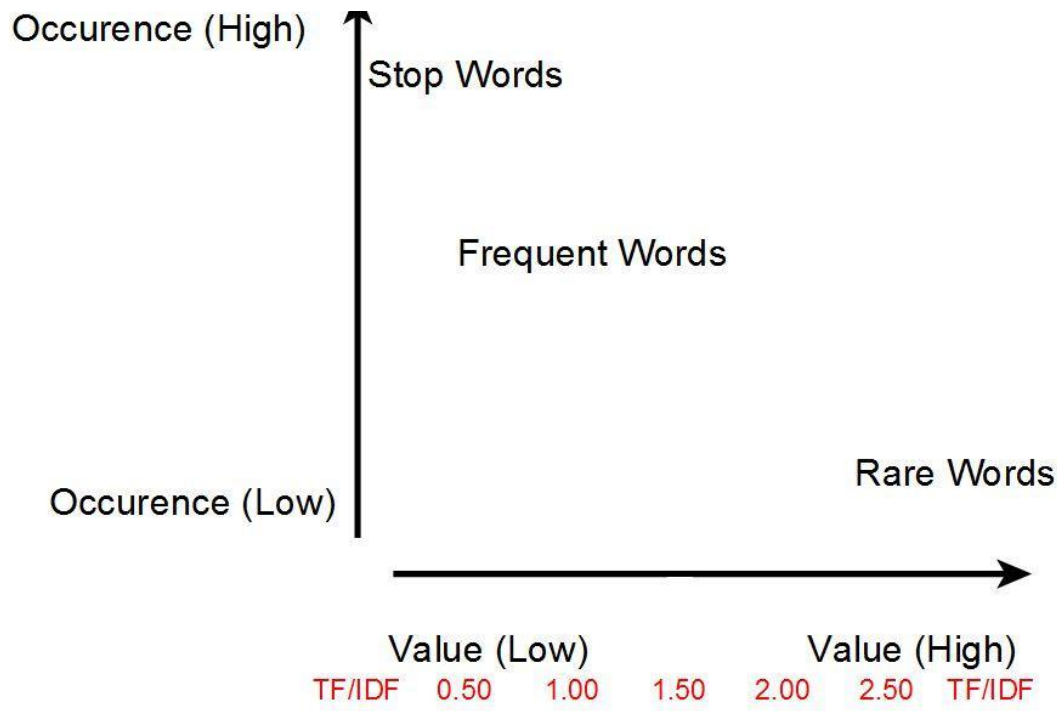 Occurence (High)
Stop Words
Frequent Words
Rare Words
Occurence (Low)
Value (Low) Value (High)
TF/IDF 0.50 1.00 1.50 2.00 2.50 TF/IDF